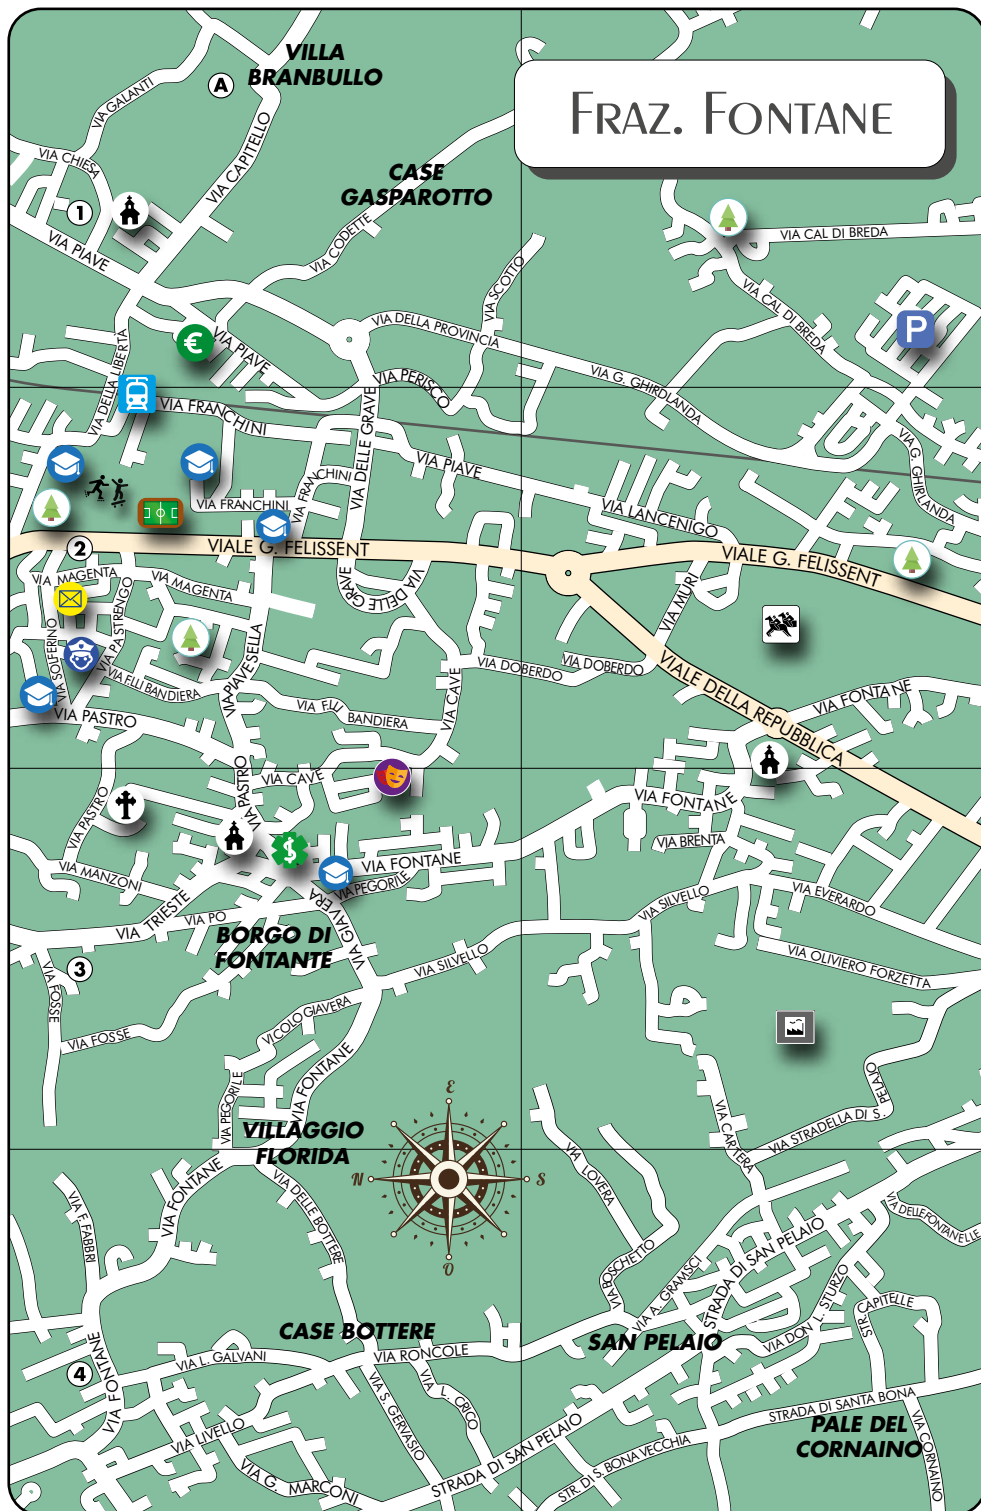 VILLA
BRANBULLO
FRAZ. FONTANE
A
VIA GALANTI
VIA CAPITELLO
VIA CHIESA
CASE
GASPAROTTO
1
VIA PIAVE
VIA CODETTE
VIA CAL DI BREDA
VIA SCOTTO
VIA CAL DI BREDA
VIA DELLA PROVINCIA
P
€
VIA PIAVE
VIA DELLA LIBERTÀ
VIA PERISCO
VIA G. GHIRDLANDA
VIA FRANCHINI
VIA DELLE GRAVE
VIA G. GHIRLANDA
VIA PIAVE
VIA FRANCHINI
VIA FRANCHINI
VIA LANCENIGO
2
VIALE G. FELISSENT
VIALE G. FELISSENT
VIA MAGENTA
VIA MAGENTA
VIA DELLE GRAVE
VIA MURI
VIA SOLFERINO
VIA PASTRENGO
VIA PIAVESELLA
VIA DOBERDO
VIA DOBERDO
VIA F.LLI BANDIERA
VIA F.LLI BANDIERA
VIA CAVE
VIALE DELLA REPUBBLICA
VIA FONTANE
VIA PASTRO
VIA PASTRO
VIA CAVE
VIA FONTANE
VIA PASTRO
VIA BRENTA
VIA MANZONI
VIA FONTANE
VIA PEGORILE
VIA GIAVERA
VIA SILVELLO
VIA EVERARDO
VIA TRIESTE
VIA PO
BORGO DI
FONTANTE
VIA SILVELLO
VIA OLIVIERO FORZETTA
3
VIA FOSSE
VIA FOSSE
VICOLO GIAVERA
VIA FONTANE
VIA PEGORILE
VIA CARTERA
VIA STRADELLA DI S. PELAJO
VILLAGGIO
FLORIDA
E
N
S
O
VIA LOVERA
VIA F. FABBRI
VIA FONTANE
VIA DELLE BOTTERE
VIA DELLE FONTANELLE
VIA BOSCHETTO
VIA A. GRAMSCI
STRADA DI SAN PELAIO
VIA DON L. STURZO
STR. CAPITELLE
CASE BOTTERE
SAN PELAIO
VIA L. GALVANI
VIA RONCOLE
4
VIA FONTANE
VIA S. GERVASIO
VIA L. CRICO
VIA LIVELLO
VIA G. MARCONI
STRADA DI SAN PELAIO
STR. DI S. BONA VECCHIA
STRADA DI SANTA BONA
PALE DEL
CORNAINO
VIA CORNAINO